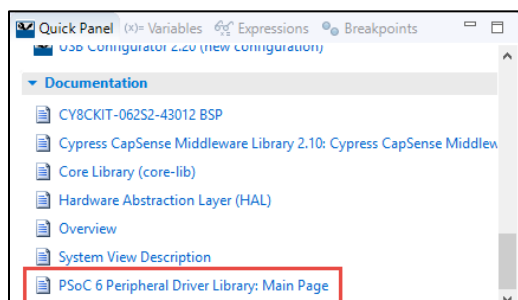 Quick Panel (x)= Variables Expressions Breakpoints
USB Configurator 2.20 (new configuration)
Documentation
CY8CKIT-062S2-43012 BSP
Cypress CapSense Middleware Library 2.10: Cypress CapSense Middlew
Core Library (core-lib)
Hardware Abstraction Layer (HAL)
Overview
System View Description
PSoC 6 Peripheral Driver Library: Main Page